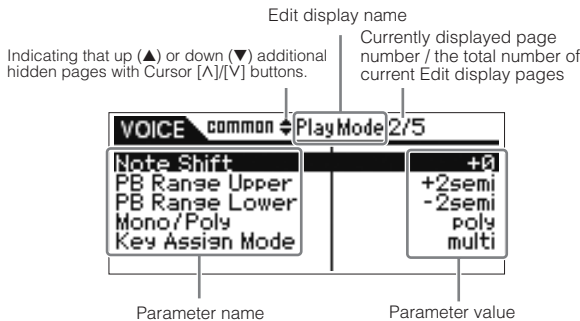 Edit display name
Indicating that up (▲) or down (▼) additional
hidden pages with Cursor [Λ]/[V] buttons.
Currently displayed page
number / the total number of
current Edit display pages
VOICE common PlayMode 2/5
Note Shift +0
PB Range Upper +2semi
PB Range Lower -2semi
Mono/Poly poly
Key Assign Mode multi
Parameter name
Parameter value